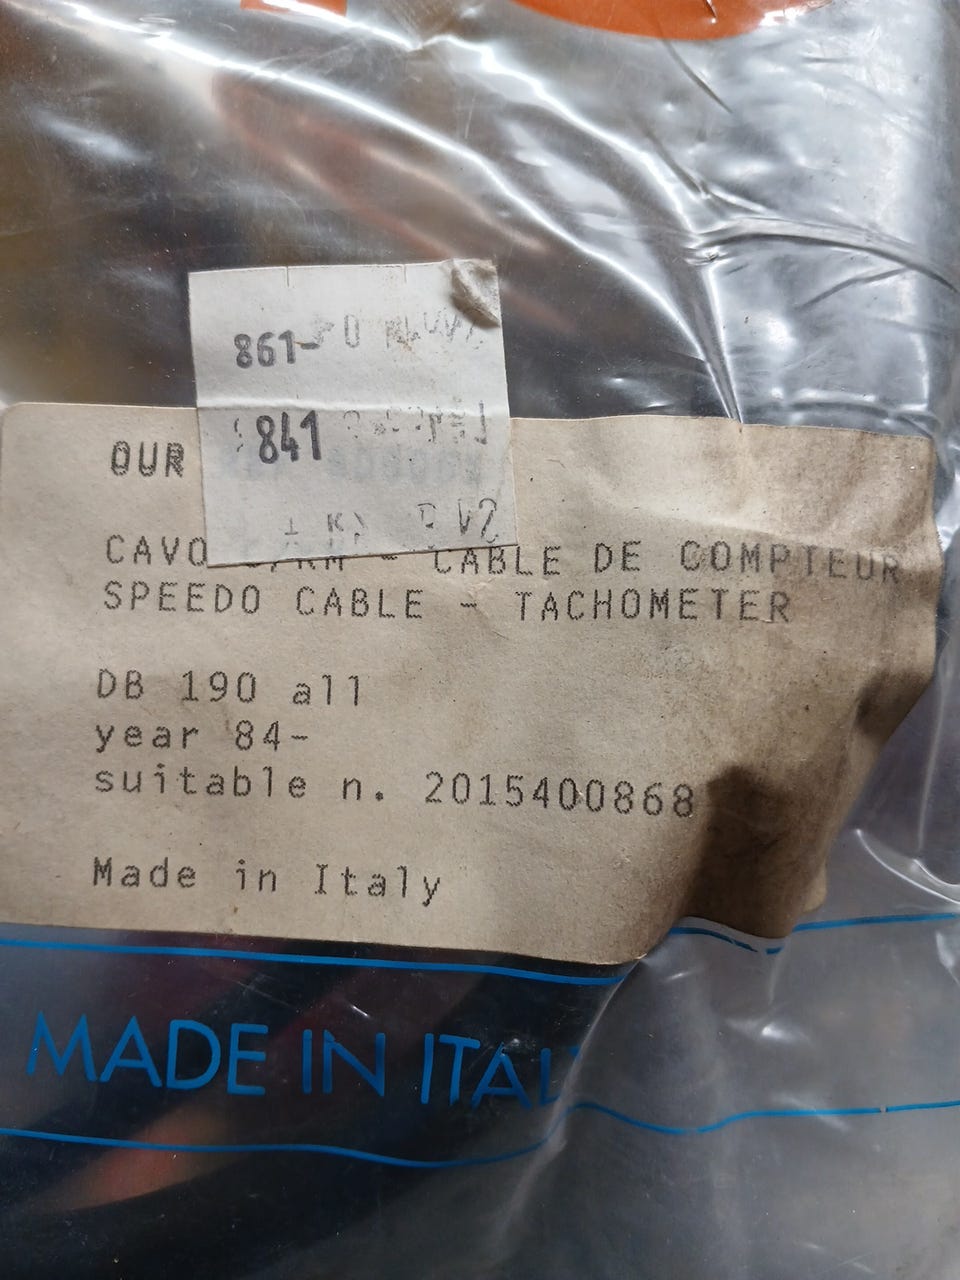 861-
841
OUR
CAVO - CABLE DE COMPTEUR
SPEEDO CABLE - TACHOMETER
DB 190 all
year 84-
suitable n. 2015400868
Made in Italy
MADE IN ITAL